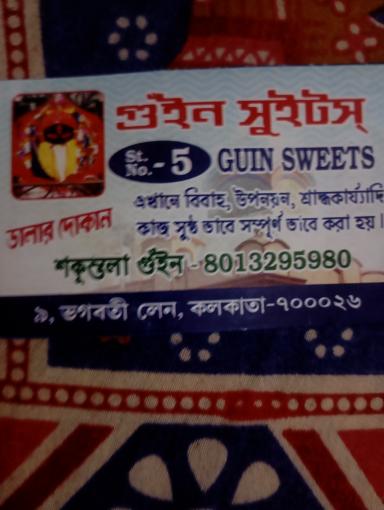 গুঁইন সুইটস্
St. No. - 5 GUIN SWEETS
এখানে বিবাহ, উপনয়ন, শ্রাদ্ধকার্য্যাদি
কাজ সুষ্ঠ ভাবে সম্পূর্ণ ভাবে করা হয়।
ডালার দোকান
শকুন্তলা গুঁইন - 8013295980
৯, ভগবতী লেন, কলকাতা-৭০০০২৬